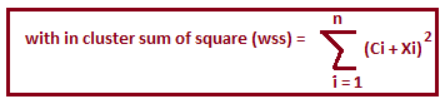 with in cluster sum of square (wss) = n∑i=1 (Ci + Xi)²